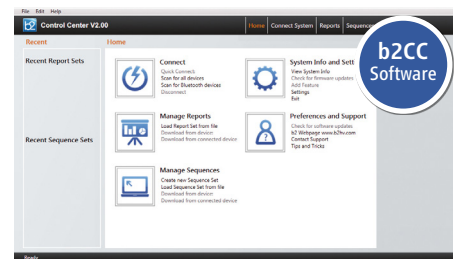 File Edit Help
b2 Control Center V2.00
Home Connect System Reports Sequences
b2CC
Software
Recent
Home
Recent Report Sets
Recent Sequence Sets
Connect
Quick Connect
Scan for all devices
Scan for Bluetooth devices
Disconnect
System Info and Sett
View System Info
Check for firmware updates
Add Feature
Settings
Exit
Manage Reports
Load Report Set from file
Download from device
Download from connected device
Preferences and Support
Check for software updates
b2 Webpage www.b2hv.com
Contact Support
Tips and Tricks
Manage Sequences
Create new Sequence Set
Load Sequence Set from file
Download from device
Download from connected device
Ready